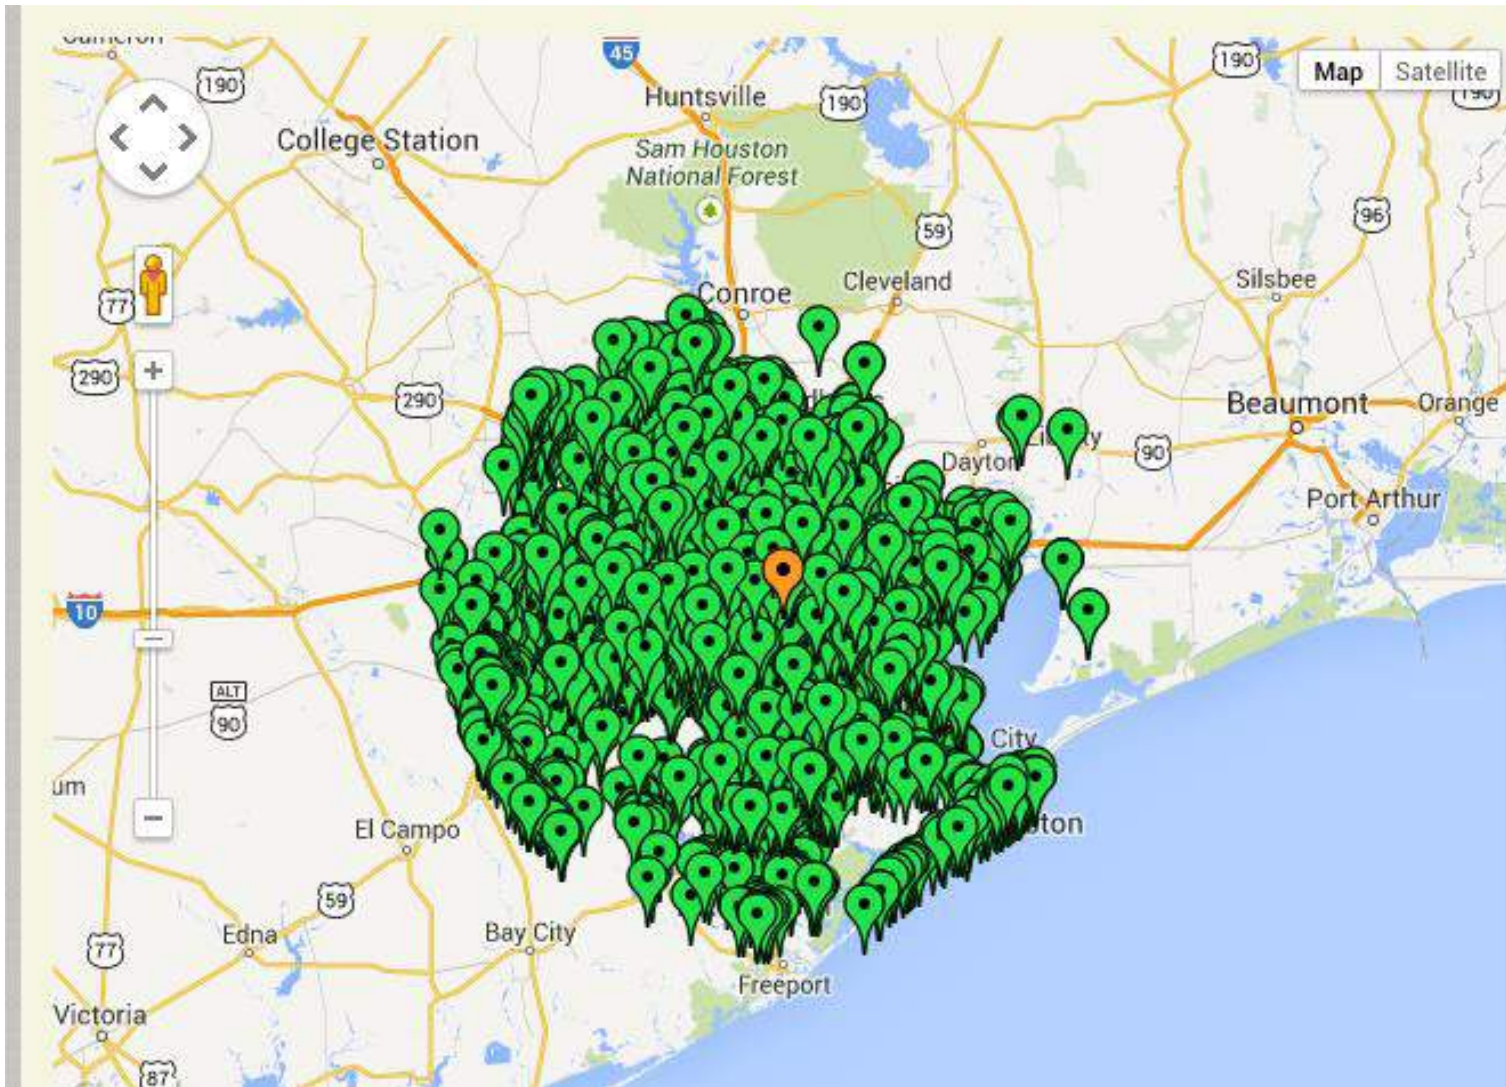 45
190
190
190
Map
Satellite
Huntsville
College Station
Sam Houston
National Forest
96
59
77
Conroe
Cleveland
Silsbee
290
290
Beaumont
Orange
90
Dayton
Port Arthur
10
ALT
90
City
El Campo
59
Edna
Bay City
77
Freeport
Victoria
87